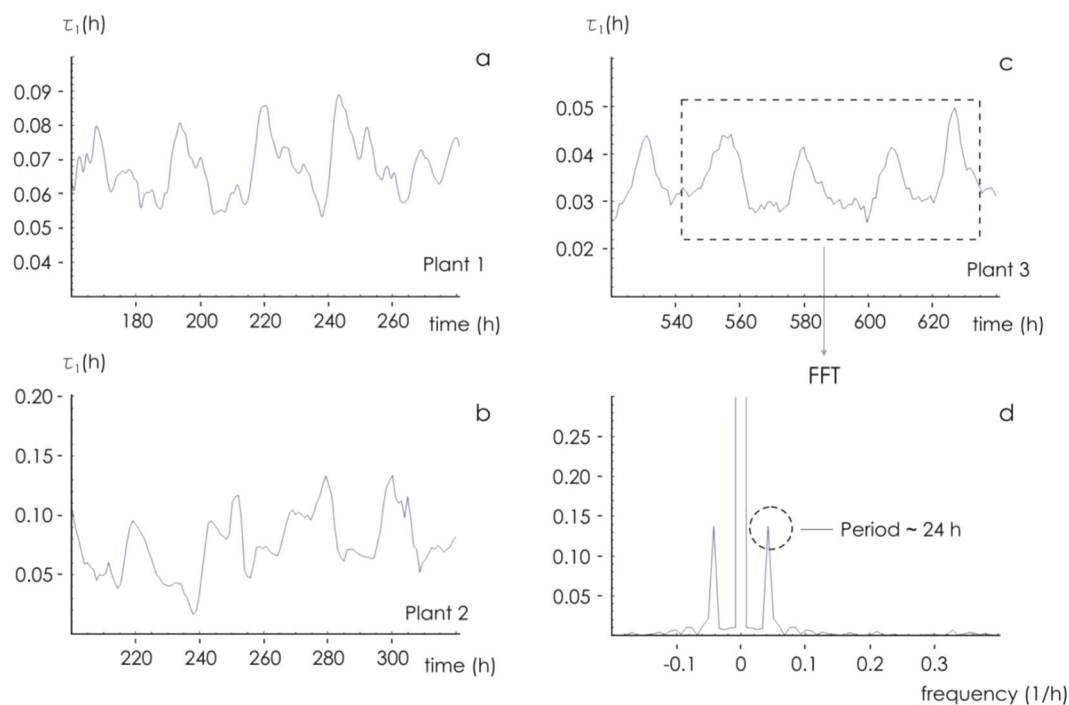 τ₁(h)
a
0.09
0.08
0.07
0.06
0.05
0.04
Plant 1
180 200 220 240 260 time (h)
τ₁(h)
c
0.05
0.04
0.03
0.02
Plant 3
540 560 580 600 620 time (h)
FFT
τ₁(h)
b
0.20
0.15
0.10
0.05
Plant 2
220 240 260 280 300 time (h)
d
0.25
0.20
0.15
0.10
0.05
Period ~ 24 h
-0.1 0 0.1 0.2 0.3
frequency (1/h)